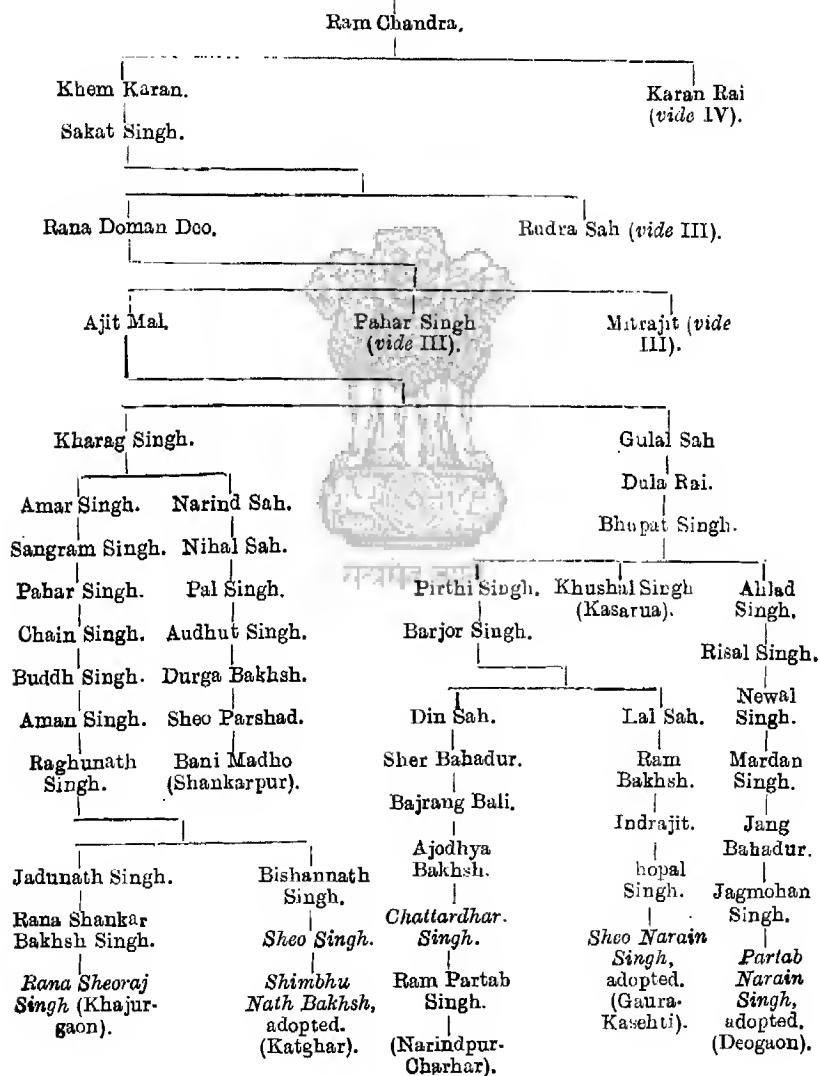 Ram Chandra.
Khem Karan.
Karan Rai
(vide IV).
Sakat Singh.
Rana Doman Deo.
Rudra Sah (vide III).
Ajit Mal.
Pahar Singh
(vide III).
Mitrajit (vide
III).
Kharag Singh.
Gulal Sah
Dula Rai.
Bhupat Singh.
Amar Singh.
Sangram Singh.
Pahar Singh.
Chain Singh.
Buddh Singh.
Aman Singh.
Raghunath
Singh.
Narind Sah.
Nihal Sah.
Pal Singh.
Audhut Singh.
Durga Bakhsh.
Sheo Parshad.
Bani Madho
(Shankarpur).
Pirthi Singh.
Barjor Singh.
Khushal Singh
(Kasarua).
Ahlad
Singh.
Risal Singh.
Newal
Singh.
Mardan
Singh.
Jang
Bahadur.
Jagmohan
Singh.
Partab
Narain
Singh,
adopted.
(Deogaon).
Din Sah.
Sher Bahadur.
Bajrang Bali.
Ajodhya
Bakhsh.
Chattardhar
Singh.
Ram Partab
Singh.
(Narindpur-
Charhar).
Lal Sah.
Ram
Bakhsh.
Indrajit.
hopal
Singh.
Sheo Narain
Singh,
adopted.
(Gaura-
Kasehti).
Jadunath Singh.
Rana Shankar
Bakhsh Singh.
Rana Sheoraj
Singh (Khajur-
gaon).
Bishannath
Singh.
Sheo Singh.
Shimbhu
Nath Bakhsh,
adopted.
(Katghar).